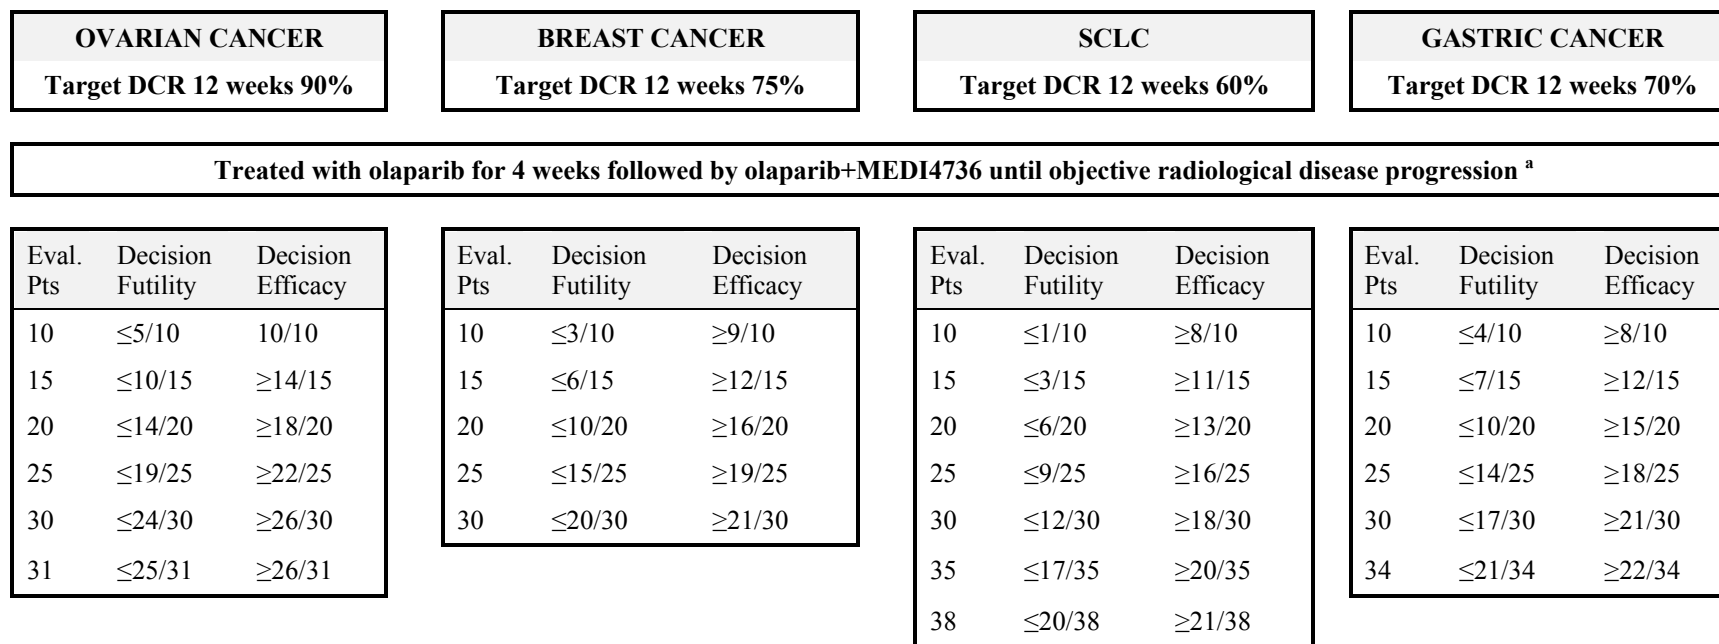 OVARIAN CANCER
Target DCR 12 weeks 90%
BREAST CANCER
Target DCR 12 weeks 75%
SCLC
Target DCR 12 weeks 60%
GASTRIC CANCER
Target DCR 12 weeks 70%
Treated with olaparib for 4 weeks followed by olaparib+MEDI4736 until objective radiological disease progression ᵃ
Eval. Decision Decision
Pts Futility Efficacy
10 ≤5/10 10/10
15 ≤10/15 ≥14/15
20 ≤14/20 ≥18/20
25 ≤19/25 ≥22/25
30 ≤24/30 ≥26/30
31 ≤25/31 ≥26/31
Eval. Decision Decision
Pts Futility Efficacy
10 ≤3/10 ≥9/10
15 ≤6/15 ≥12/15
20 ≤10/20 ≥16/20
25 ≤15/25 ≥19/25
30 ≤20/30 ≥21/30
Eval. Decision Decision
Pts Futility Efficacy
10 ≤1/10 ≥8/10
15 ≤3/15 ≥11/15
20 ≤6/20 ≥13/20
25 ≤9/25 ≥16/25
30 ≤12/30 ≥18/30
35 ≤17/35 ≥20/35
38 ≤20/38 ≥21/38
Eval. Decision Decision
Pts Futility Efficacy
10 ≤4/10 ≥8/10
15 ≤7/15 ≥12/15
20 ≤10/20 ≥15/20
25 ≤14/25 ≥18/25
30 ≤17/30 ≥21/30
34 ≤21/34 ≥22/34